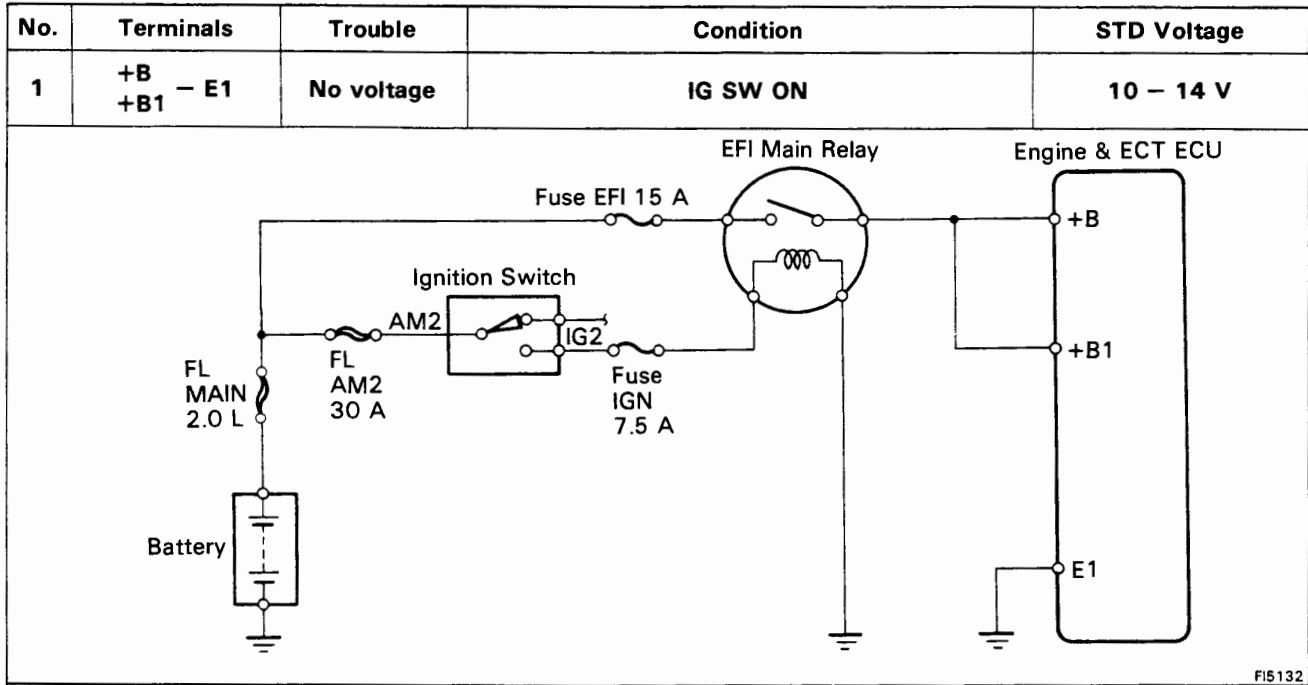 No. Terminals Trouble Condition STD Voltage
1 +B +B1 – E1 No voltage IG SW ON 10 – 14 V
EFI Main Relay
Engine & ECT ECU
Fuse EFI 15 A
+B
Ignition Switch
AM2
IG2
+B1
FL
MAIN
2.0 L
FL
AM2
30 A
Fuse
IGN
7.5 A
Battery
E1
FI5132